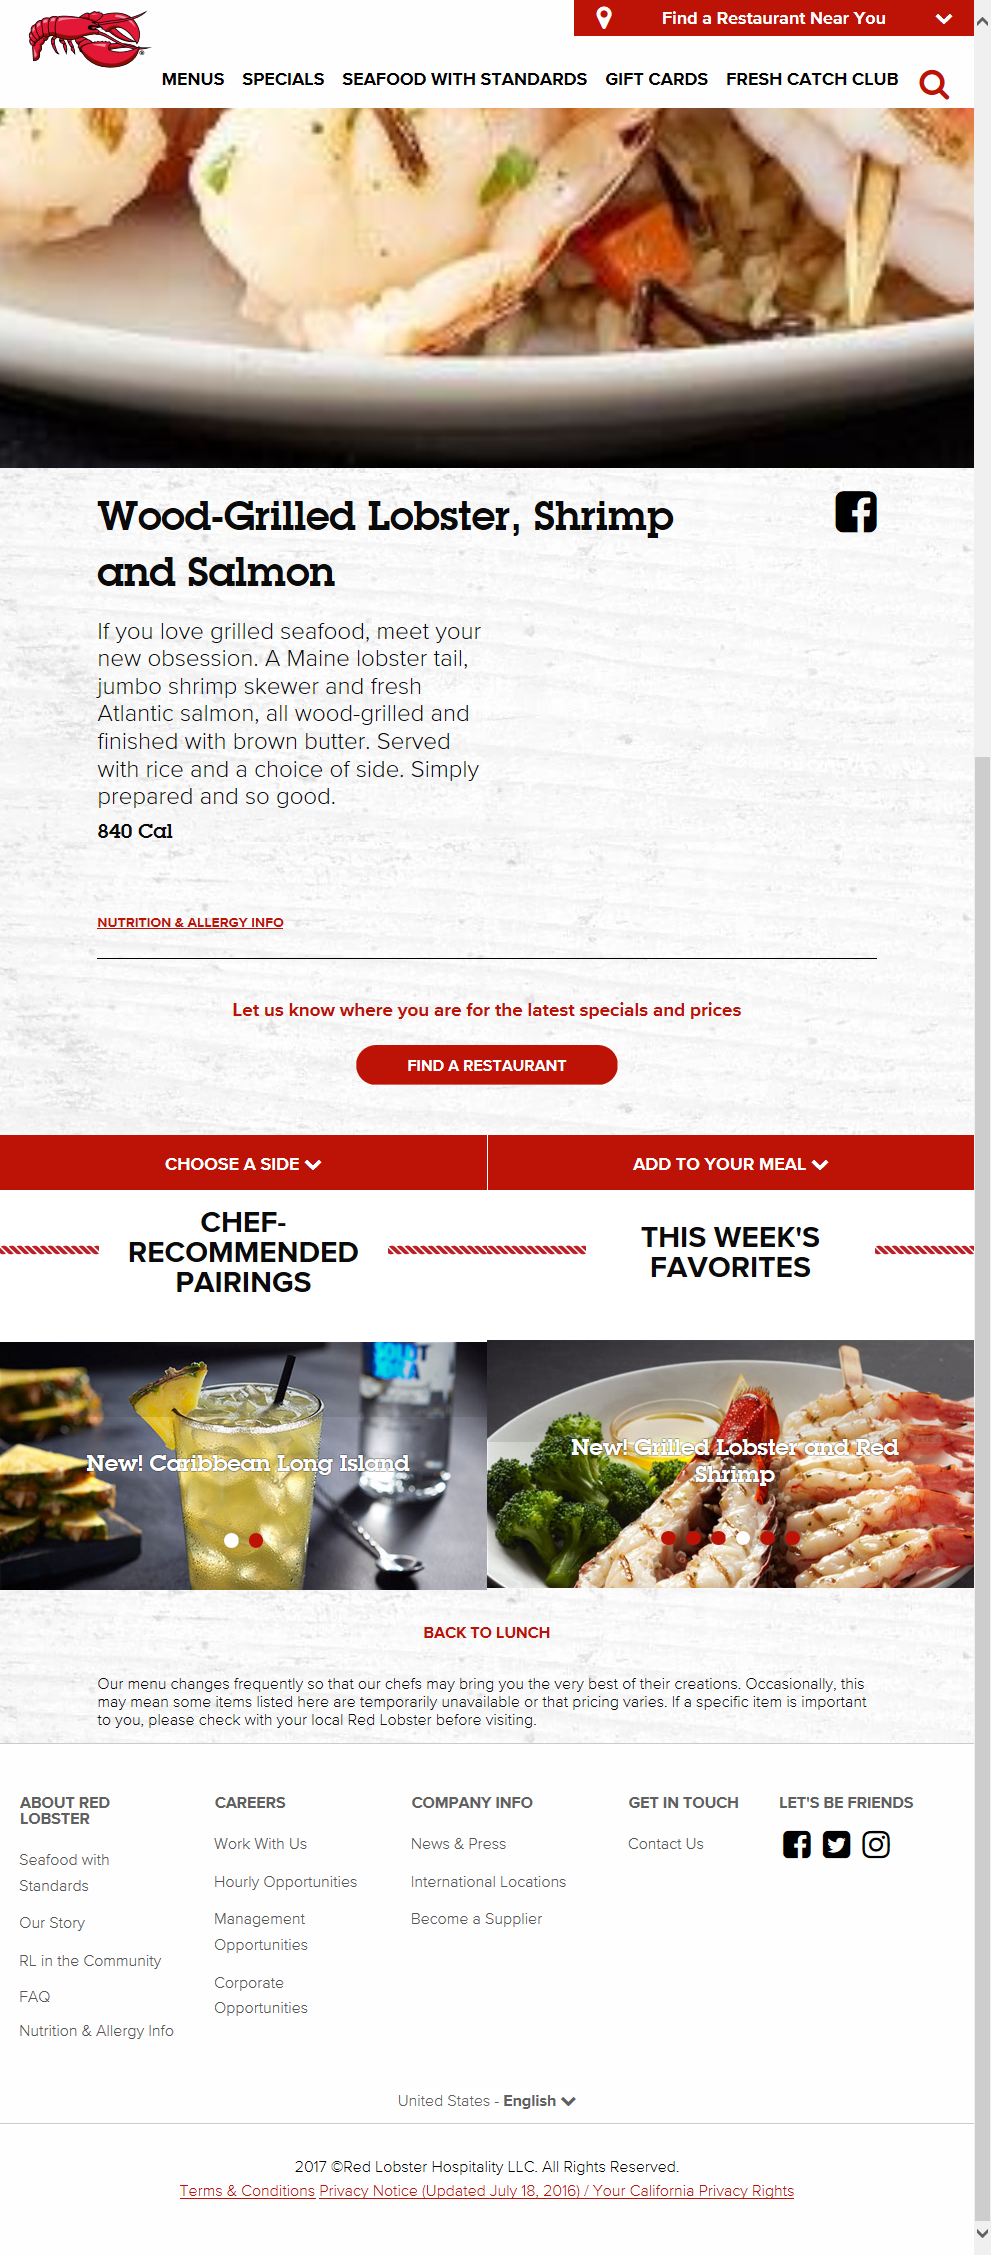 Find a Restaurant Near You
MENUS SPECIALS SEAFOOD WITH STANDARDS GIFT CARDS FRESH CATCH CLUB
Wood-Grilled Lobster, Shrimp
and Salmon
If you love grilled seafood, meet your
new obsession. A Maine lobster tail,
jumbo shrimp skewer and fresh
Atlantic salmon, all wood-grilled and
finished with brown butter. Served
with rice and a choice of side. Simply
prepared and so good.
840 Cal
NUTRITION & ALLERGY INFO
Let us know where you are for the latest specials and prices
FIND A RESTAURANT
CHOOSE A SIDE
ADD TO YOUR MEAL
CHEF-
RECOMMENDED
PAIRINGS
THIS WEEK'S
FAVORITES
New! Caribbean Long Island
New! Grilled Lobster and Red
Shrimp
BACK TO LUNCH
Our menu changes frequently so that our chefs may bring you the very best of their creations. Occasionally, this
may mean some items listed here are temporarily unavailable or that pricing varies. If a specific item is important
to you, please check with your local Red Lobster before visiting.
ABOUT RED
LOBSTER
Seafood with
Standards
Our Story
RL in the Community
FAQ
Nutrition & Allergy Info
CAREERS
Work With Us
Hourly Opportunities
Management
Opportunities
Corporate
Opportunities
COMPANY INFO
News & Press
International Locations
Become a Supplier
GET IN TOUCH
Contact Us
LET'S BE FRIENDS
United States - English
2017 ©Red Lobster Hospitality LLC. All Rights Reserved.
Terms & Conditions Privacy Notice (Updated July 18, 2016) / Your California Privacy Rights